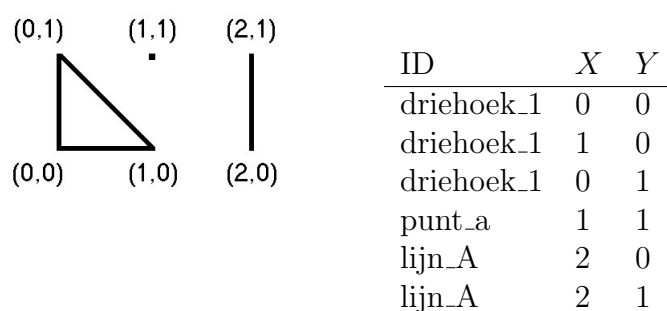 (0,1) (1,1) (2,1)
(0,0) (1,0) (2,0)
ID X Y
driehoek_1 0 0
driehoek_1 1 0
driehoek_1 0 1
punt_a 1 1
lijn_A 2 0
lijn_A 2 1